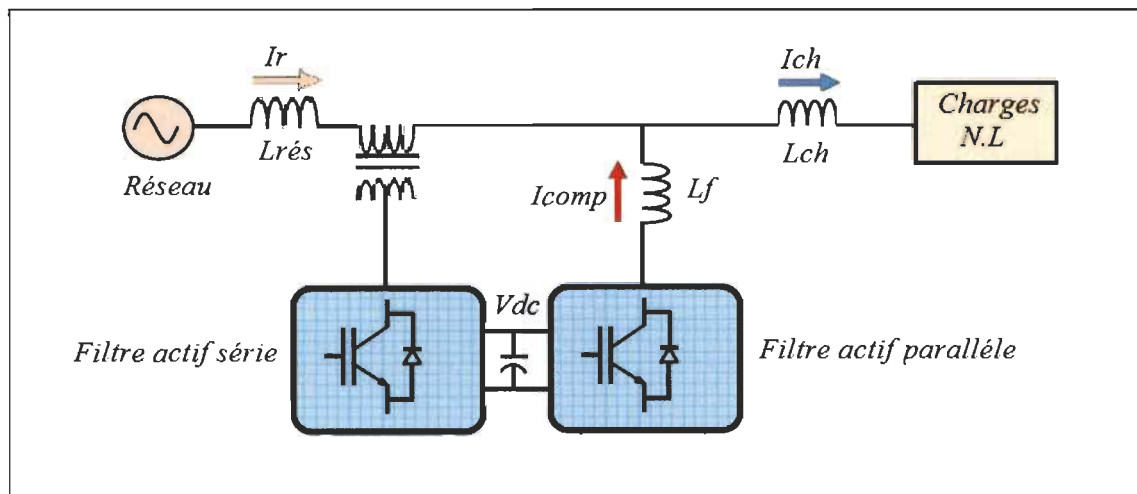 Ir
Ich
Charges
N.L
Lrés
Lch
Réseau
Icomp
Lf
Vdc
Filtre actif série
Filtre actif paralléle